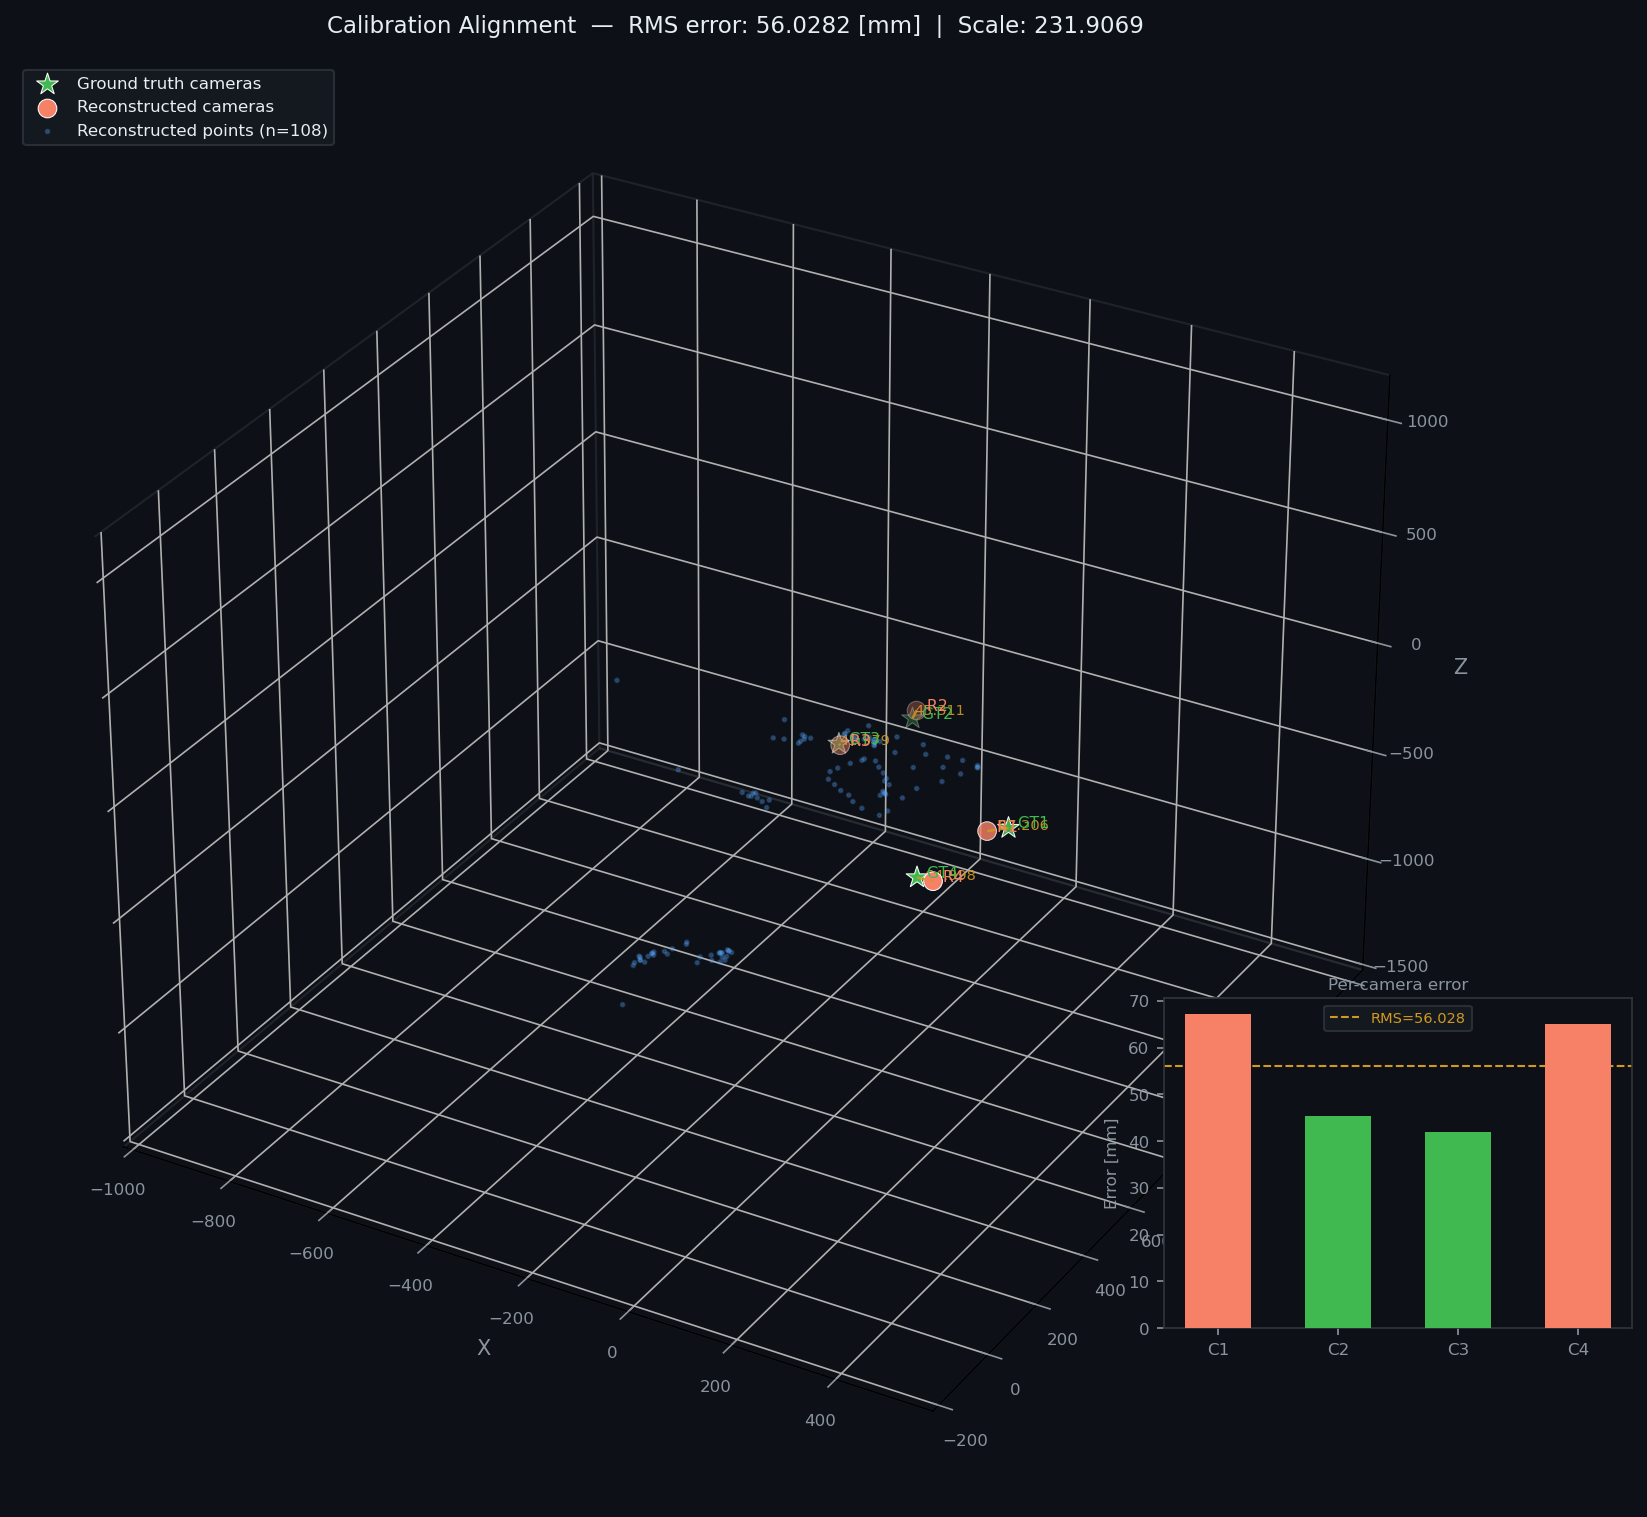 Calibration Alignment — RMS error: 56.0282 [mm] | Scale: 231.9069
Ground truth cameras
Reconstructed cameras
Reconstructed points (n=108)
1000
500
0
Z
−500
−1000
−1500
R2
GT2
R3
GT1
R4
−1000
−800
−600
−400
−200
0
200
400
X
−200
0
200
400
Per-camera error
RMS=56.028
Error [mm]
70
60
50
40
30
20
10
0
C1
C2
C3
C4